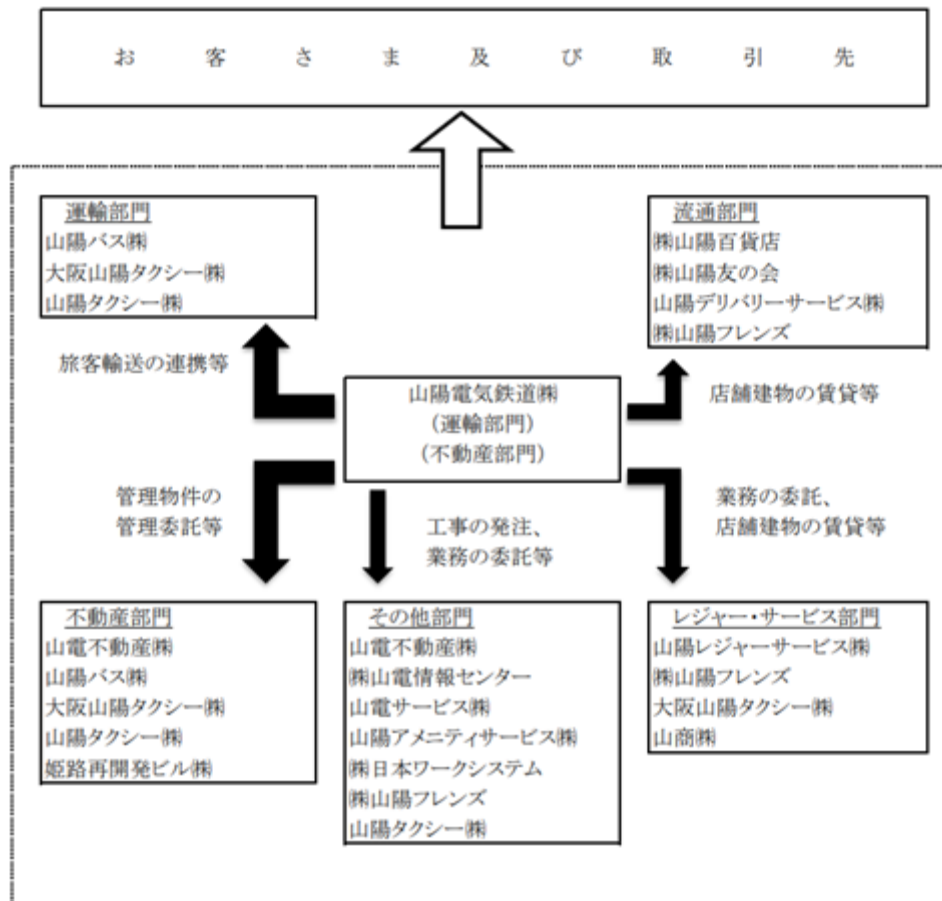 お客さま及び取引先
運輸部門
山陽バス㈱
大阪山陽タクシー㈱
山陽タクシー㈱
流通部門
㈱山陽百貨店
㈱山陽友の会
山陽デリバリーサービス㈱
㈱山陽フレンズ
旅客輸送の連携等
山陽電気鉄道㈱
(運輸部門)
(不動産部門)
店舗建物の賃貸等
管理物件の
管理委託等
工事の発注、
業務の委託等
業務の委託、
店舗建物の賃貸等
不動産部門
山電不動産㈱
山陽バス㈱
大阪山陽タクシー㈱
山陽タクシー㈱
姫路再開発ビル㈱
その他部門
山電不動産㈱
㈱山電情報センター
山電サービス㈱
山陽アメニティサービス㈱
㈱日本ワークシステム
㈱山陽フレンズ
山陽タクシー㈱
レジャー・サービス部門
山陽レジャーサービス㈱
㈱山陽フレンズ
大阪山陽タクシー㈱
山商㈱